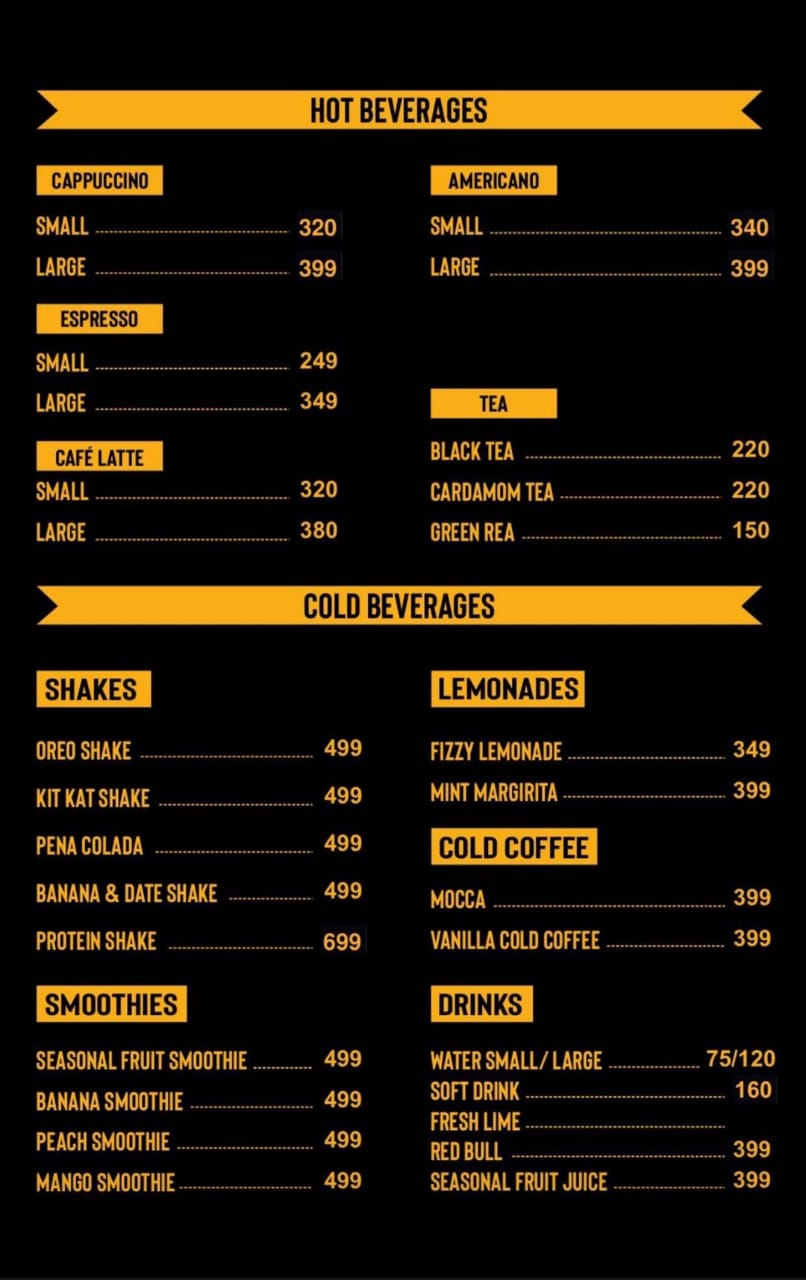 HOT BEVERAGES
CAPPUCCINO
SMALL 320
LARGE 399
ESPRESSO
SMALL 249
LARGE 349
CAFÉ LATTE
SMALL 320
LARGE 380
AMERICANO
SMALL 340
LARGE 399
TEA
BLACK TEA 220
CARDAMOM TEA 220
GREEN REA 150
COLD BEVERAGES
SHAKES
OREO SHAKE 499
KIT KAT SHAKE 499
PENA COLADA 499
BANANA & DATE SHAKE 499
PROTEIN SHAKE 699
SMOOTHIES
SEASONAL FRUIT SMOOTHIE 499
BANANA SMOOTHIE 499
PEACH SMOOTHIE 499
MANGO SMOOTHIE 499
LEMONADES
FIZZY LEMONADE 349
MINT MARGIRITA 399
COLD COFFEE
MOCCA 399
VANILLA COLD COFFEE 399
DRINKS
WATER SMALL/ LARGE 75/120
SOFT DRINK 160
FRESH LIME
RED BULL 399
SEASONAL FRUIT JUICE 399